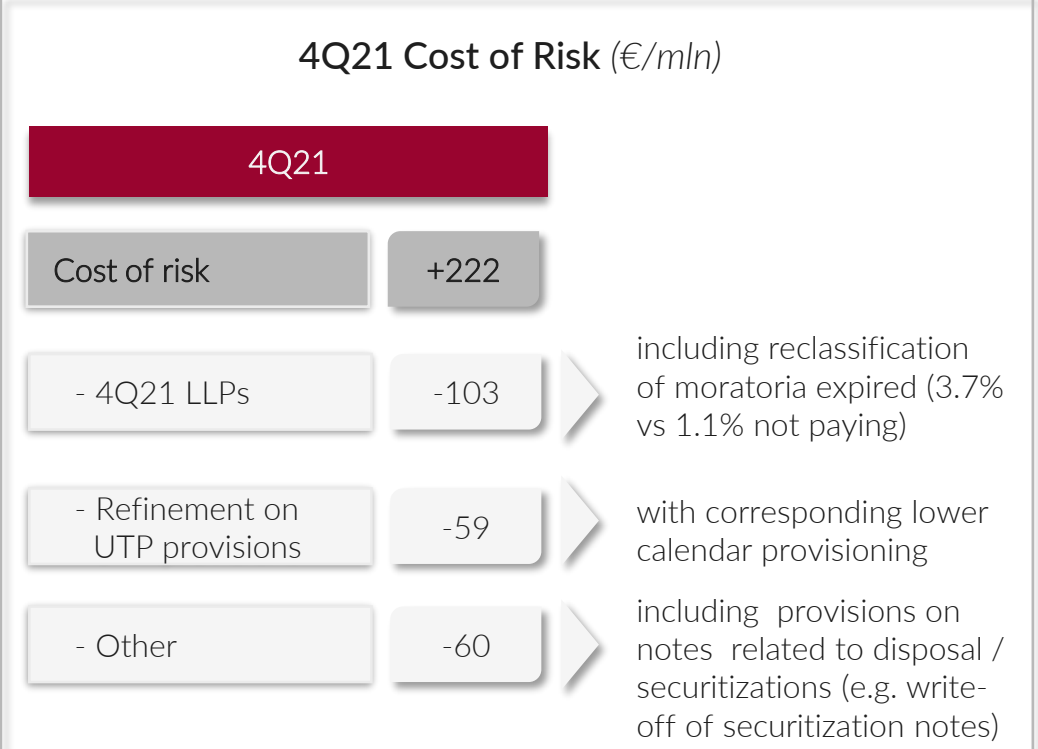 4Q21 Cost of Risk (€/mln)
4Q21
Cost of risk +222
- 4Q21 LLPs -103
including reclassification
of moratoria expired (3.7%
vs 1.1% not paying)
- Refinement on
UTP provisions
-59
with corresponding lower
calendar provisioning
- Other -60
including provisions on
notes related to disposal /
securitizations (e.g. write-
off of securitization notes)